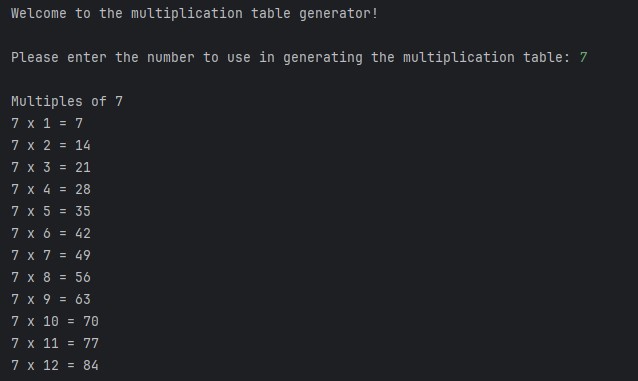 Welcome to the multiplication table generator!
Please enter the number to use in generating the multiplication table: 7
Multiples of 7
7 x 1 = 7
7 x 2 = 14
7 x 3 = 21
7 x 4 = 28
7 x 5 = 35
7 x 6 = 42
7 x 7 = 49
7 x 8 = 56
7 x 9 = 63
7 x 10 = 70
7 x 11 = 77
7 x 12 = 84